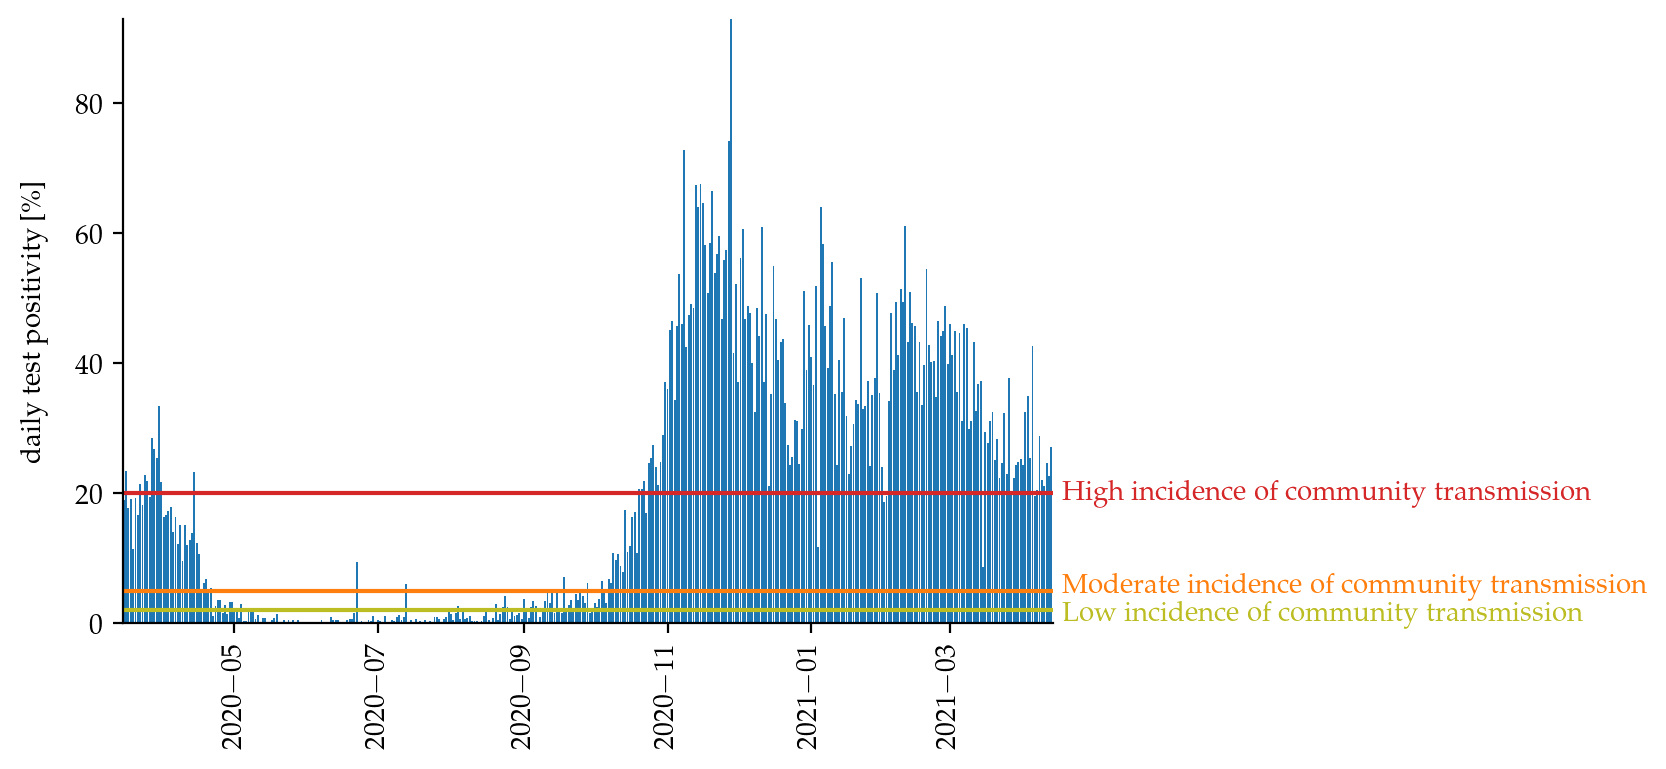 daily test positivity [%]
80
60
40
20
0
High incidence of community transmission
Moderate incidence of community transmission
Low incidence of community transmission
2020−05
2020−07
2020−09
2020−11
2021−01
2021−03